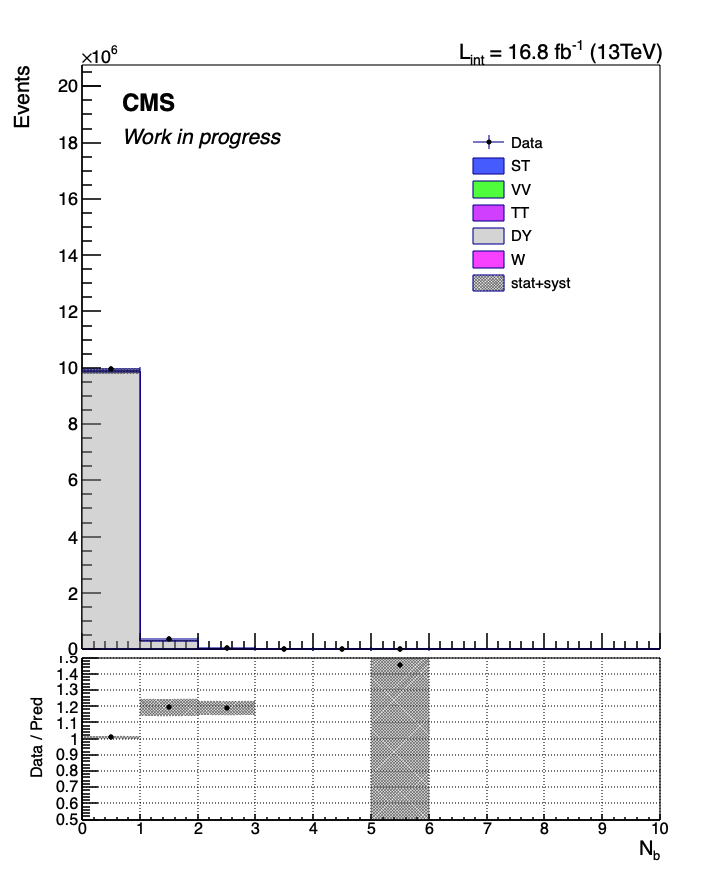 ×10⁶
L_int = 16.8 fb⁻¹ (13TeV)
Events
20
18
16
14
12
10
8
6
4
2
0
CMS
Work in progress
Data
ST
VV
TT
DY
W
stat+syst
Data / Pred
1.5
1.4
1.3
1.2
1.1
1
0.9
0.8
0.7
0.6
0.5
0 1 2 3 4 5 6 7 8 9 10
N_b